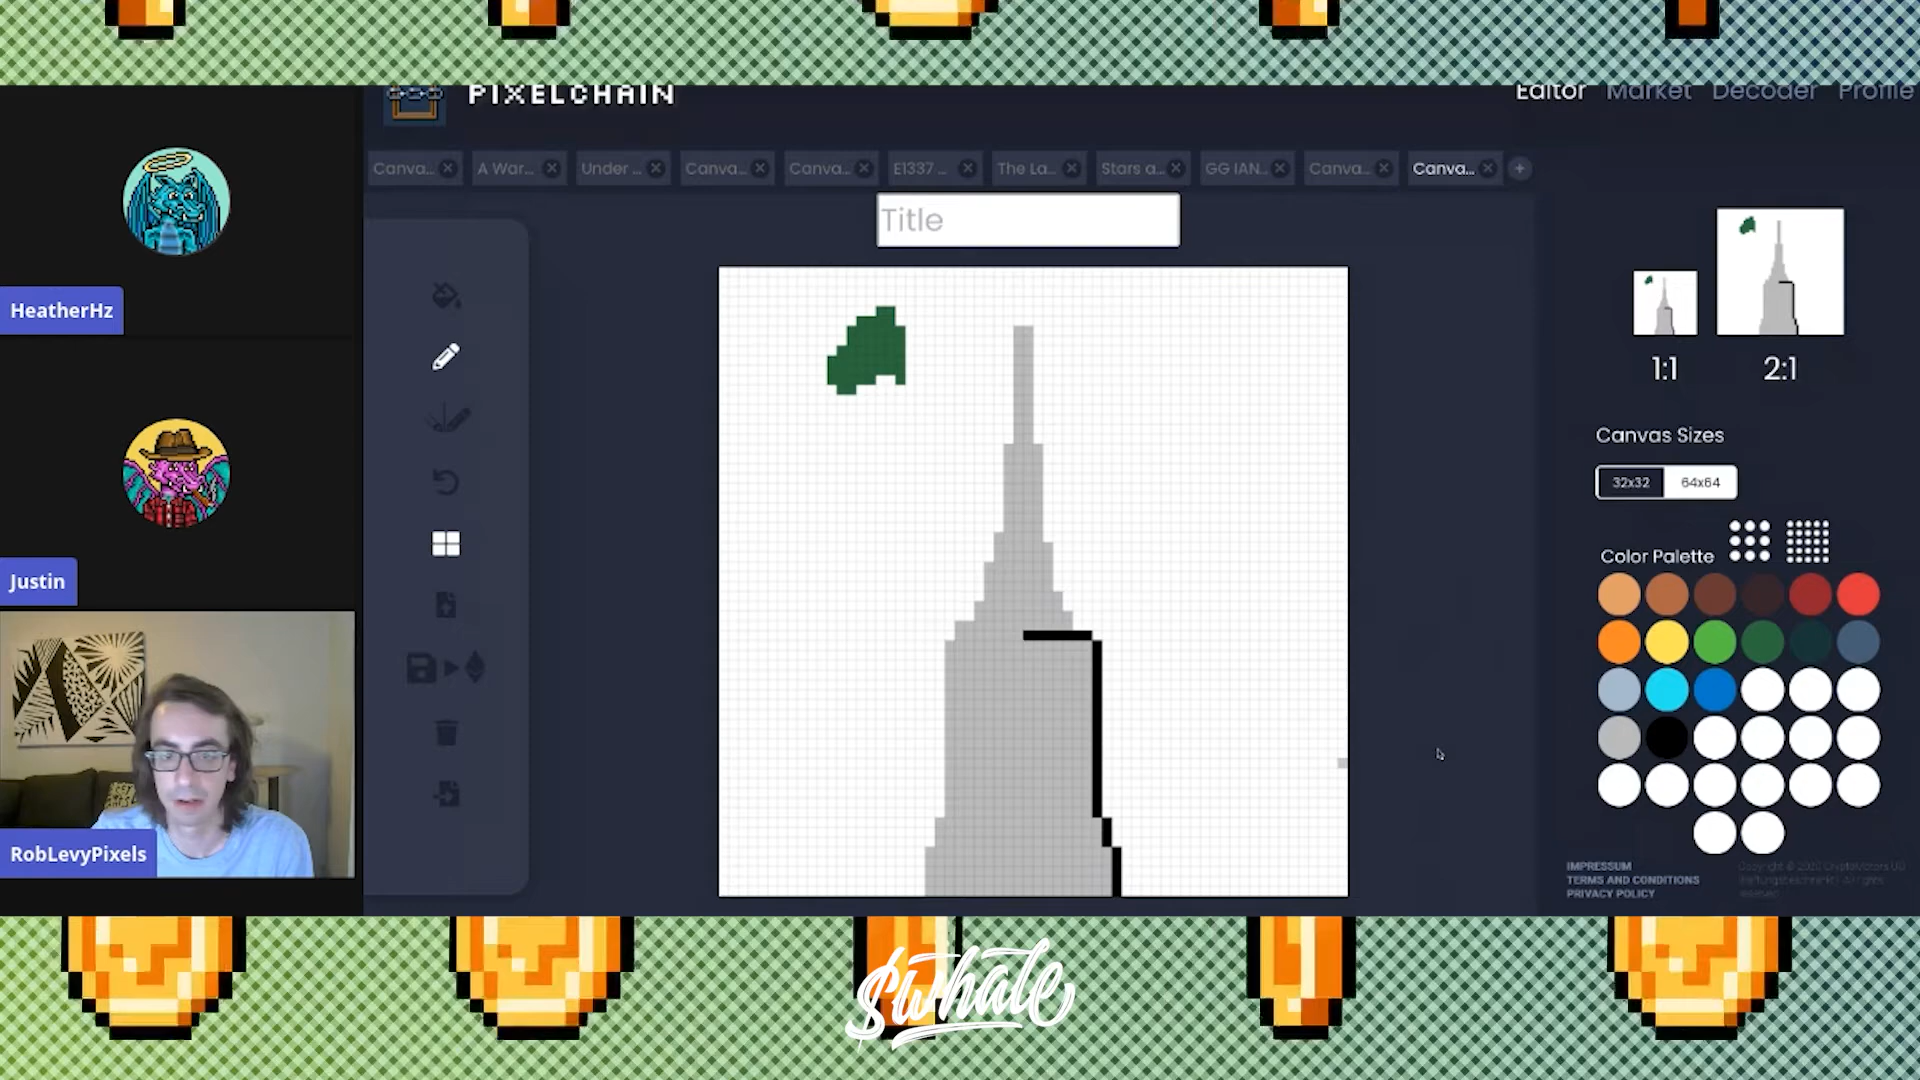 PIXELCHAIN
Editor Market Decoder Profile
Canva... A War... Under ... Canva... Canva... E1337 ... The La... Stars a... GG IAN... Canva... Canva...
Title
HeatherHz
1:1 2:1
Canvas Sizes
32x32 64x64
Color Palette
Justin
RobLevyPixels
IMPRESSUM
TERMS AND CONDITIONS
PRIVACY POLICY
$whale